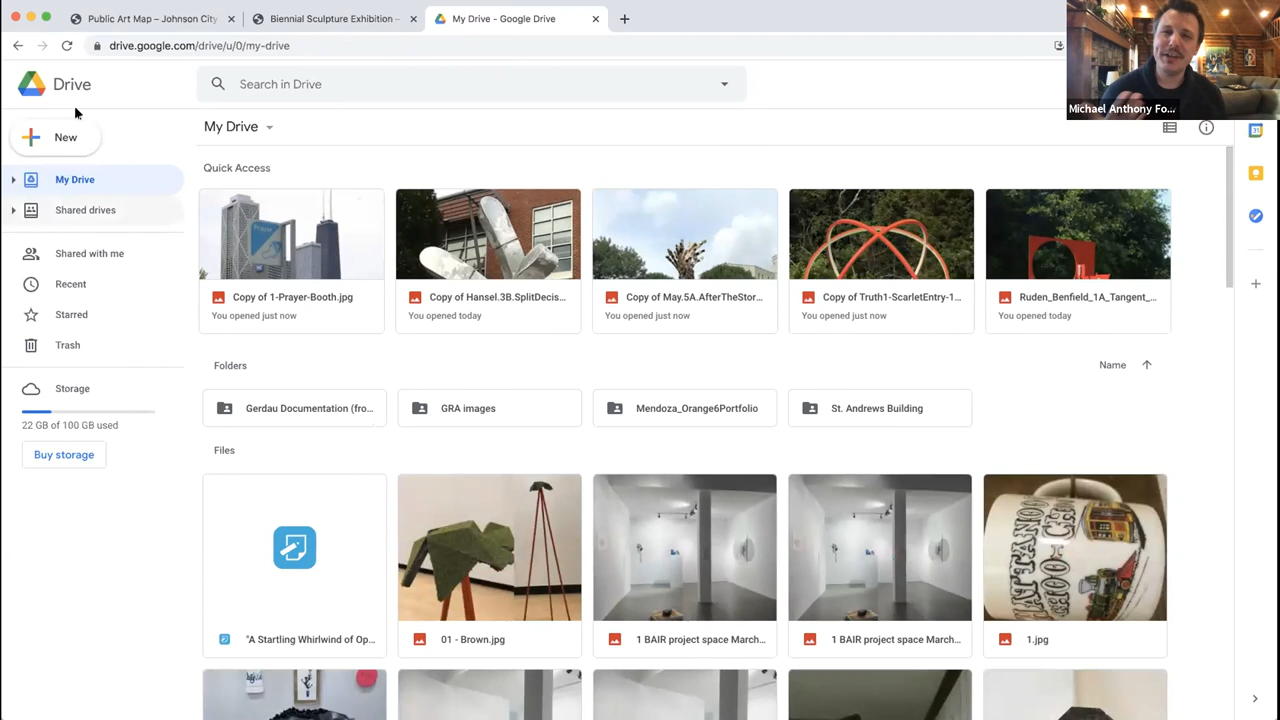 Public Art Map – Johnson City
Biennial Sculpture Exhibition –
My Drive - Google Drive
drive.google.com/drive/u/0/my-drive
Michael Anthony Fo...
Drive
Search in Drive
New
My Drive
My Drive
Shared drives
Shared with me
Recent
Starred
Trash
Storage
22 GB of 100 GB used
Buy storage
Quick Access
Prayer
Copy of 1-Prayer-Booth.jpg
You opened just now
Copy of Hansel.3B.SplitDecis...
You opened today
Copy of May.5A.AfterTheStor...
You opened just now
Copy of Truth1-ScarletEntry-1...
You opened just now
Ruden_Benfield_1A_Tangent_...
You opened today
Folders
Name
Gerdau Documentation (fro...
GRA images
Mendoza_Orange6Portfolio
St. Andrews Building
Files
"A Startling Whirlwind of Op...
01 - Brown.jpg
1 BAIR project space March...
1 BAIR project space March...
CHATTANOO
CHOO-CHOO
1.jpg
31